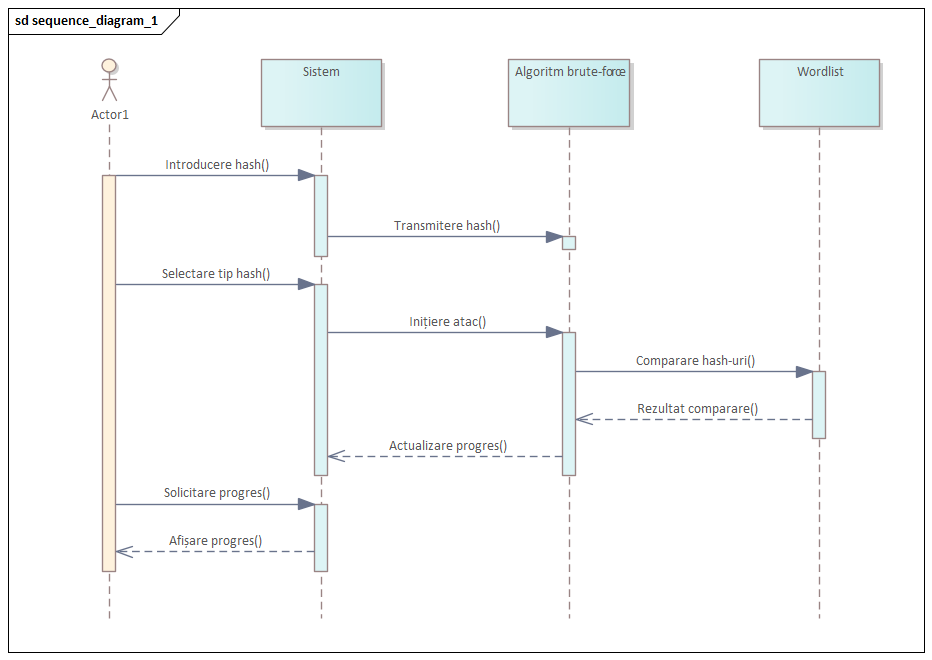 sd sequence_diagram_1
Actor1
Sistem
Algoritm brute-force
Wordlist
Introducere hash()
Transmitere hash()
Selectare tip hash()
Inițiere atac()
Comparare hash-uri()
Rezultat comparare()
Actualizare progres()
Solicitare progres()
Afișare progres()